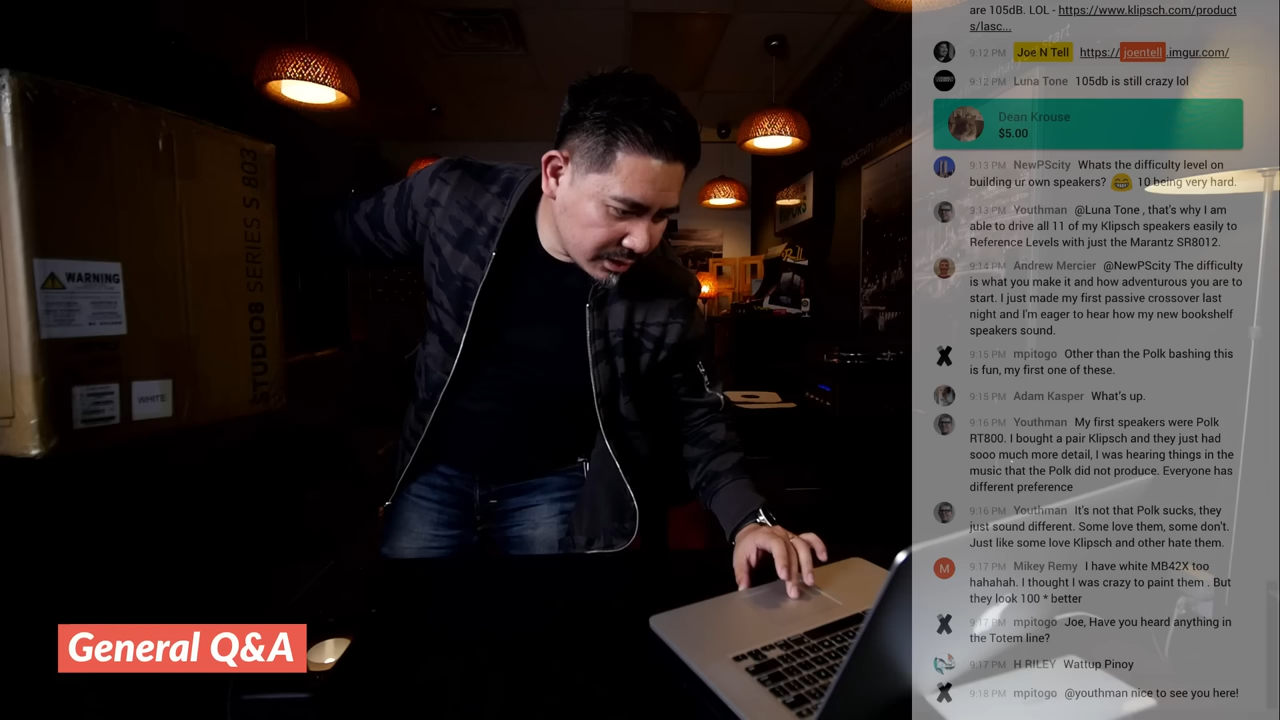 are 105dB. LOL - https://www.klipsch.com/product
s/lasc...
9:12 PM Joe N Tell https://joentell.imgur.com/
9:12 PM Luna Tone 105db is still crazy lol
Dean Krouse
$5.00
9:13 PM NewPScity Whats the difficulty level on
building ur own speakers? 😁 10 being very hard.
9:13 PM Youthman @Luna Tone , that's why I am
able to drive all 11 of my Klipsch speakers easily to
Reference Levels with just the Marantz SR8012.
9:14 PM Andrew Mercier @NewPScity The difficulty
is what you make it and how adventurous you are to
start. I just made my first passive crossover last
night and I'm eager to hear how my new bookshelf
speakers sound.
9:15 PM mpitogo Other than the Polk bashing this
is fun, my first one of these.
9:15 PM Adam Kasper What's up.
9:16 PM Youthman My first speakers were Polk
RT800. I bought a pair Klipsch and they just had
sooo much more detail, I was hearing things in the
music that the Polk did not produce. Everyone has
different preference
9:16 PM Youthman It's not that Polk sucks, they
just sound different. Some love them, some don't.
Just like some love Klipsch and other hate them.
M 9:17 PM Mikey Remy I have white MB42X too
hahahah. I thought I was crazy to paint them . But
they look 100 * better
9:17 PM mpitogo Joe, Have you heard anything in
the Totem line?
9:17 PM H RILEY Wattup Pinoy
9:18 PM mpitogo @youthman nice to see you here!
WARNING
STUDIO8 SERIES S 803
WHITE
General Q&A